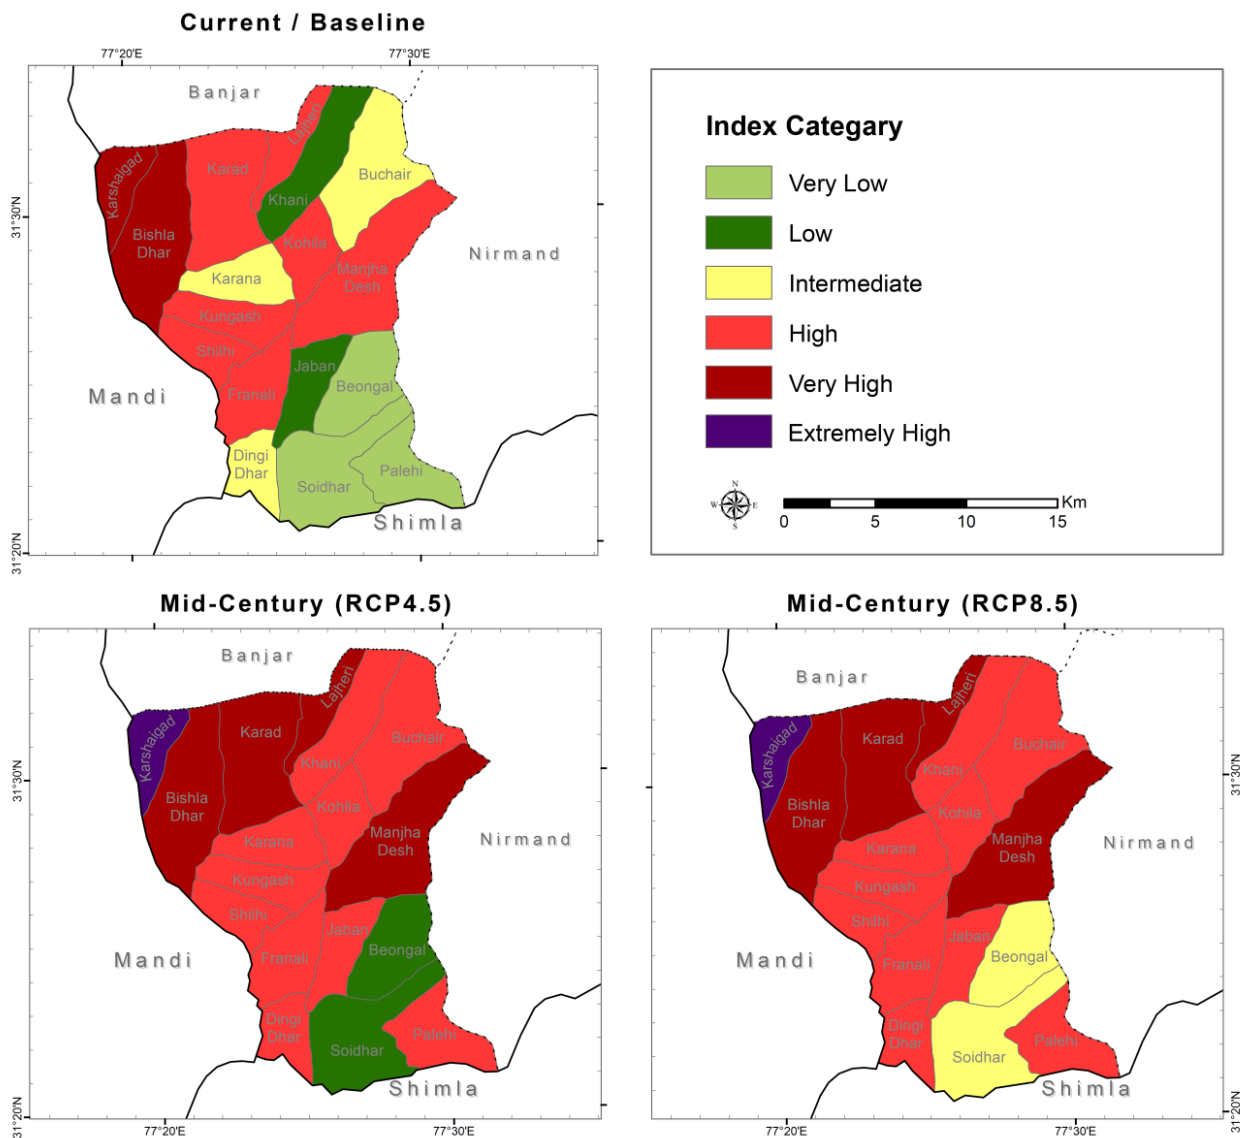 Current / Baseline
77°20'E
77°30'E
31°30'N
31°20'N
Banjar
Lajheri
Karshaigad
Karad
Buchair
Khani
Bishla
Dhar
Kohila
Nirmand
Karana
Manjha
Desh
Kungash
Shilhi
Jaban
Beongal
Mandi
Franali
Dingi
Dhar
Palehi
Soidhar
Shimla
Index Categary
Very Low
Low
Intermediate
High
Very High
Extremely High
N
W
E
S
0
5
10
15
Km
Mid-Century (RCP4.5)
Banjar
Lajheri
Karshaigad
Karad
Buchair
Khani
Bishla
Dhar
Kohila
Manjha
Desh
Nirmand
Karana
Kungash
Shilhi
Jaban
Beongal
Franali
Mandi
Dingi
Dhar
Palehi
Soidhar
Shimla
31°30'N
31°20'N
77°20'E
77°30'E
Mid-Century (RCP8.5)
Banjar
Lajheri
Karshaigad
Karad
Buchair
Khani
Bishla
Dhar
Kohila
Manjha
Desh
Nirmand
Karana
Kungash
Shilhi
Jaban
Beongal
Franali
Mandi
Dingi
Dhar
Palehi
Soidhar
Shimla
31°30'N
31°20'N
77°20'E
77°30'E